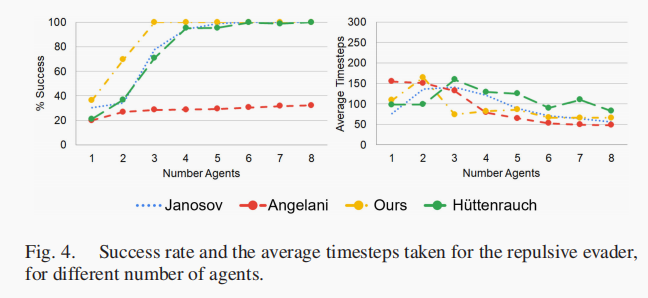 100
80
60
40
20
0
% Success
1 2 3 4 5 6 7 8
Number Agents
300
250
200
150
100
50
0
Average Timesteps
1 2 3 4 5 6 7 8
Number Agents
Janosov Angelani Ours Hüttenrauch
Fig. 4. Success rate and the average timesteps taken for the repulsive evader,
for different number of agents.